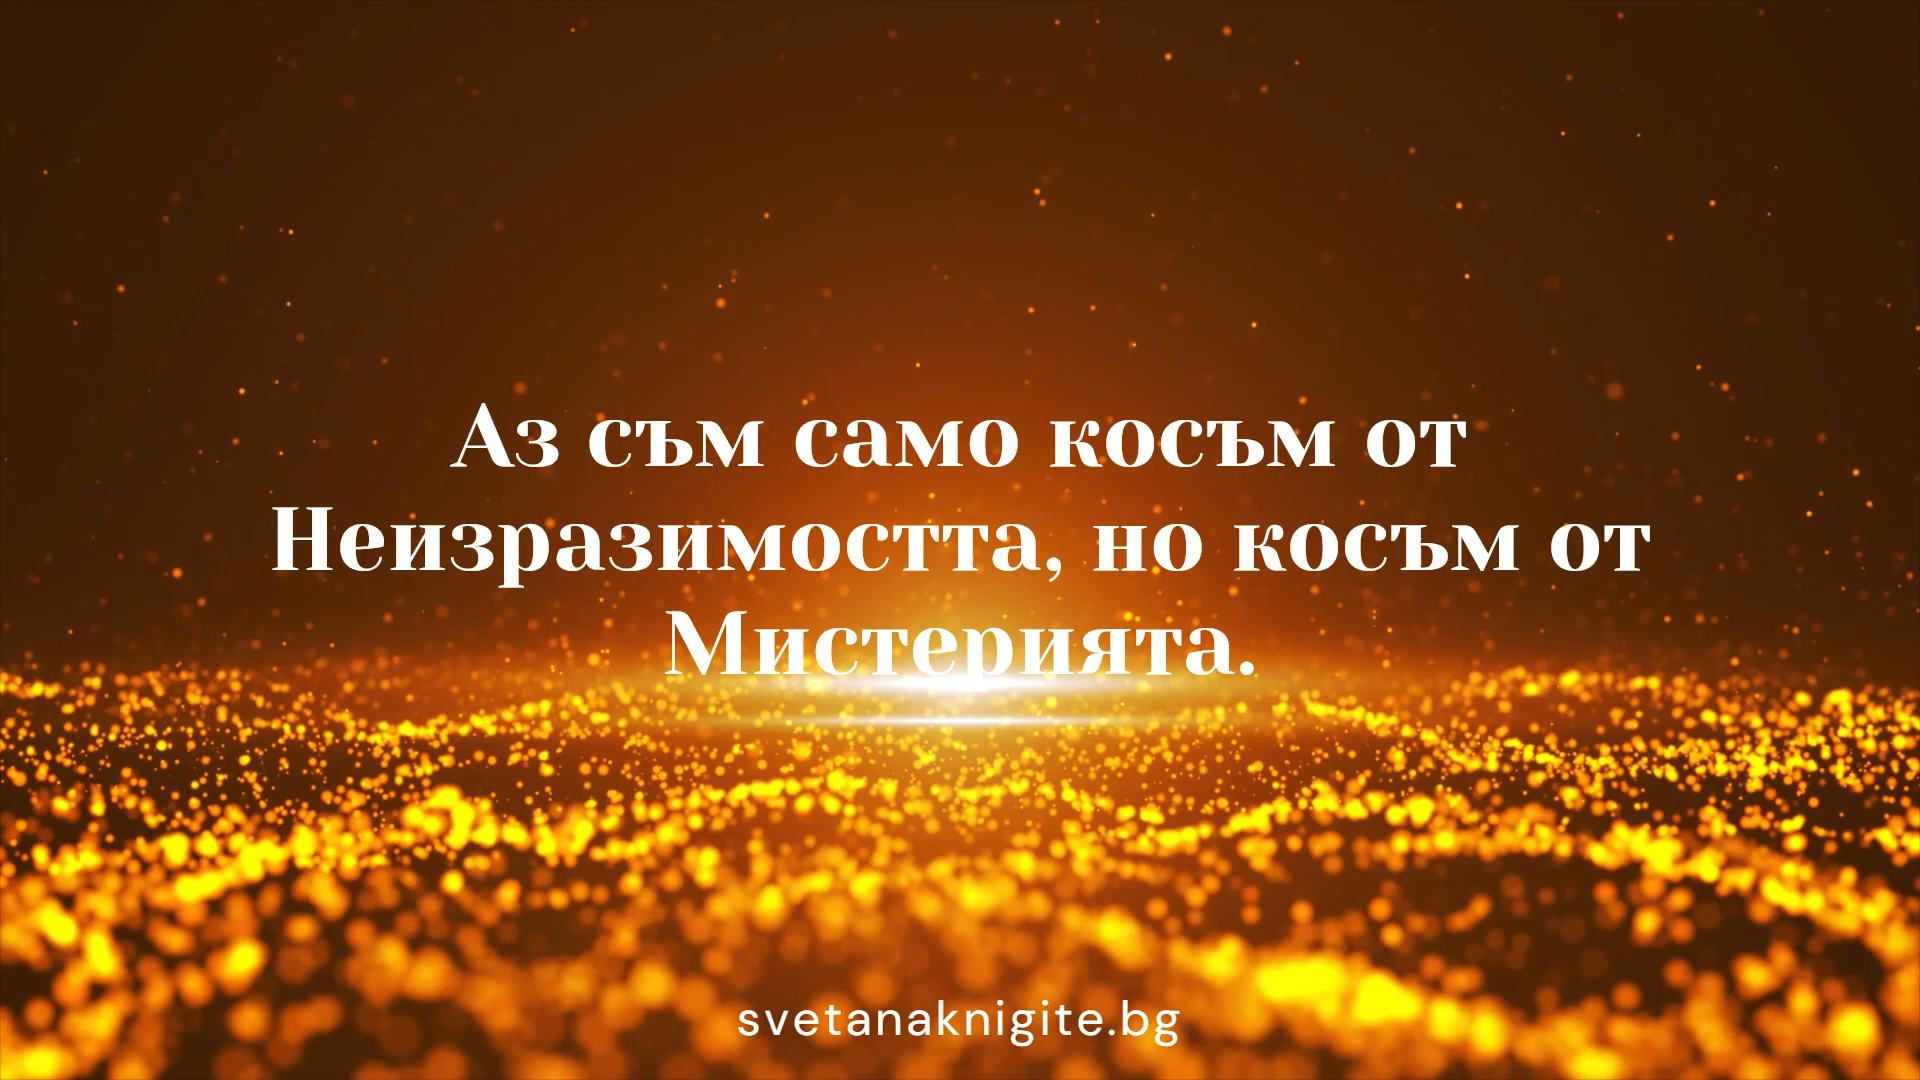 Аз съм само косъм от
Неизразимостта, но косъм от
Мистерията.
svetanaknigite.bg